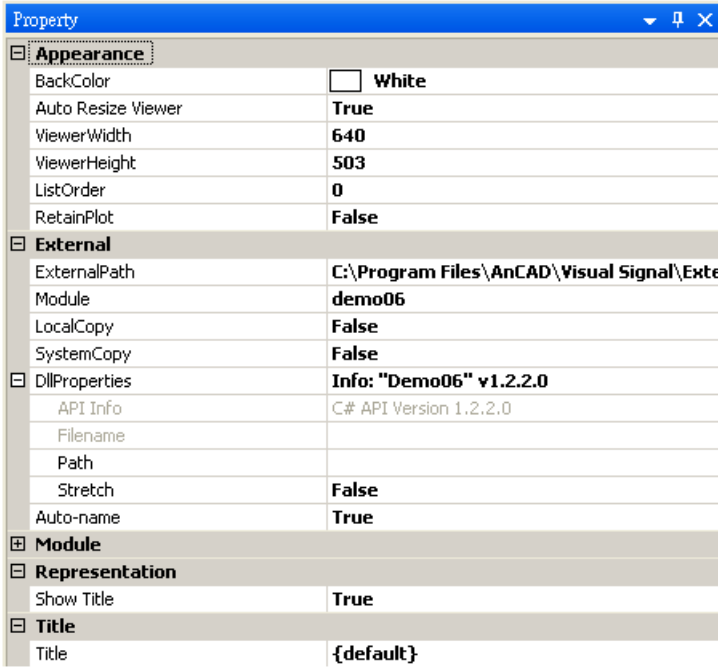 Property
Appearance
BackColor White
Auto Resize Viewer True
ViewerWidth 640
ViewerHeight 503
ListOrder 0
RetainPlot False
External
ExternalPath C:\Program Files\AnCAD\Visual Signal\Exte
Module demo06
LocalCopy False
SystemCopy False
DllProperties Info: "Demo06" v1.2.2.0
API Info C# API Version 1.2.2.0
Filename
Path
Stretch False
Auto-name True
Module
Representation
Show Title True
Title
Title {default}